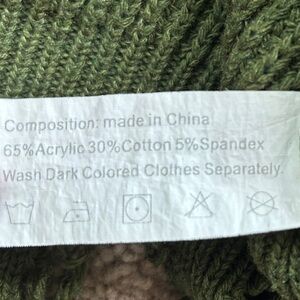 Composition: made in China
65%Acrylic 30%Cotton 5%Spandex
Wash Dark Colored Clothes Separately.